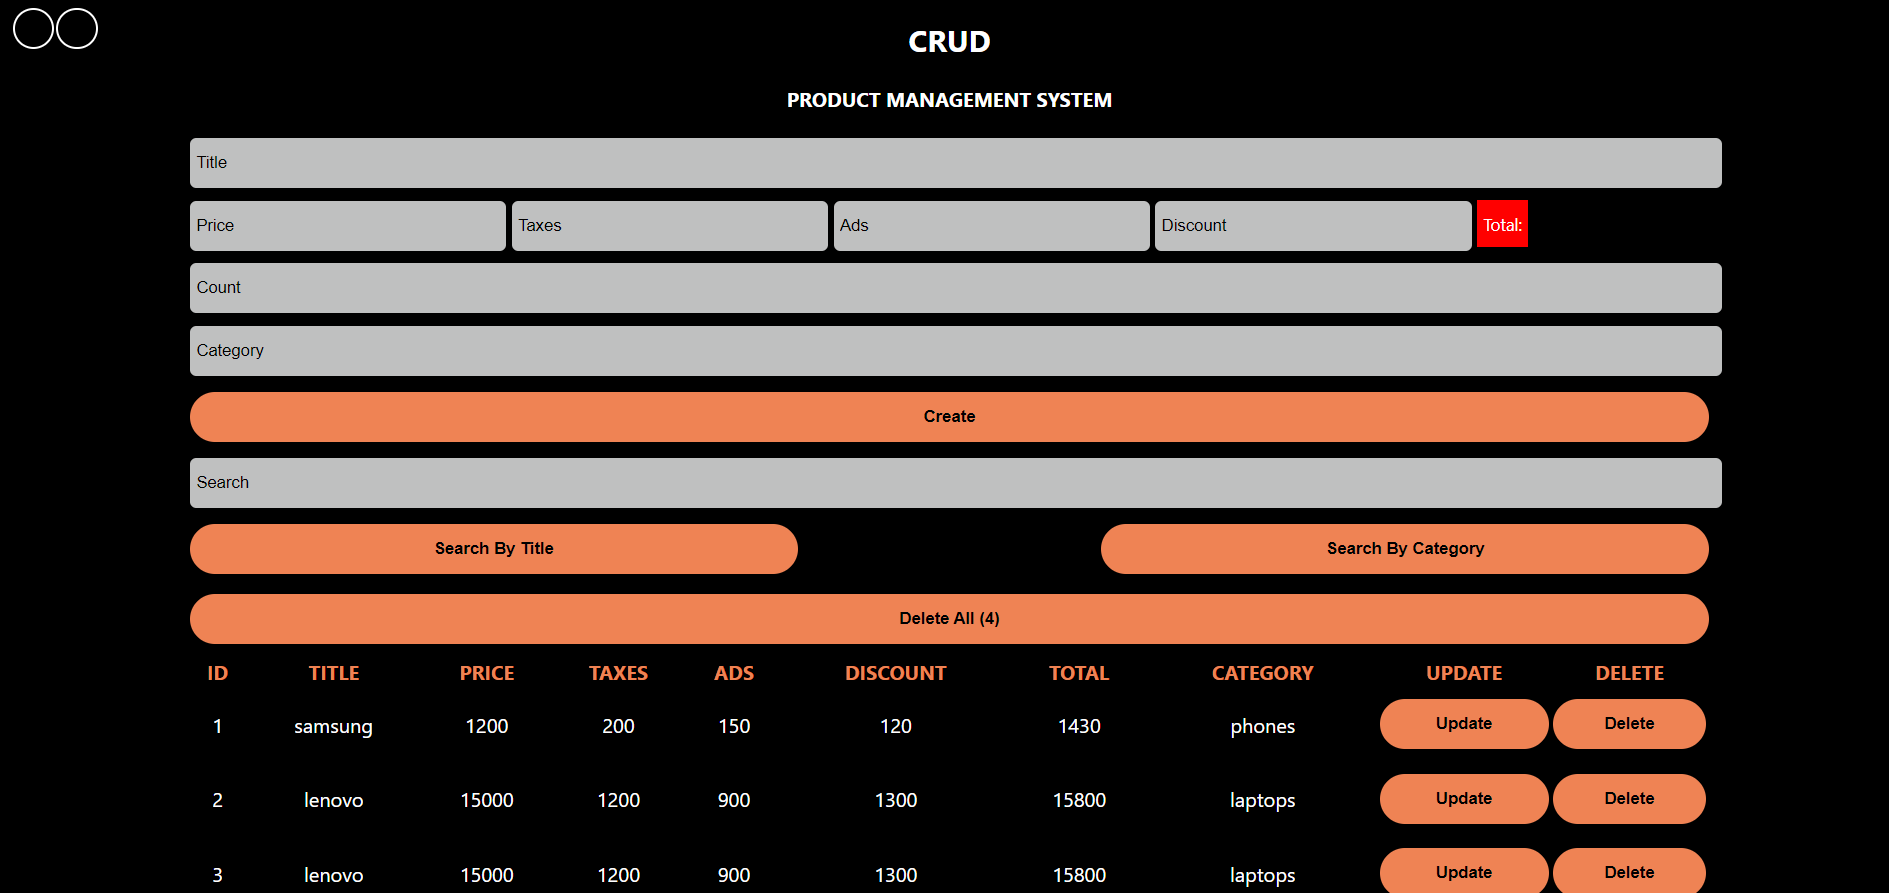 CRUD
PRODUCT MANAGEMENT SYSTEM
Title
Price Taxes Ads Discount Total:
Count
Category
Create
Search
Search By Title Search By Category
Delete All (4)
ID TITLE PRICE TAXES ADS DISCOUNT TOTAL CATEGORY UPDATE DELETE
1 samsung 1200 200 150 120 1430 phones Update Delete
2 lenovo 15000 1200 900 1300 15800 laptops Update Delete
3 lenovo 15000 1200 900 1300 15800 laptops Update Delete